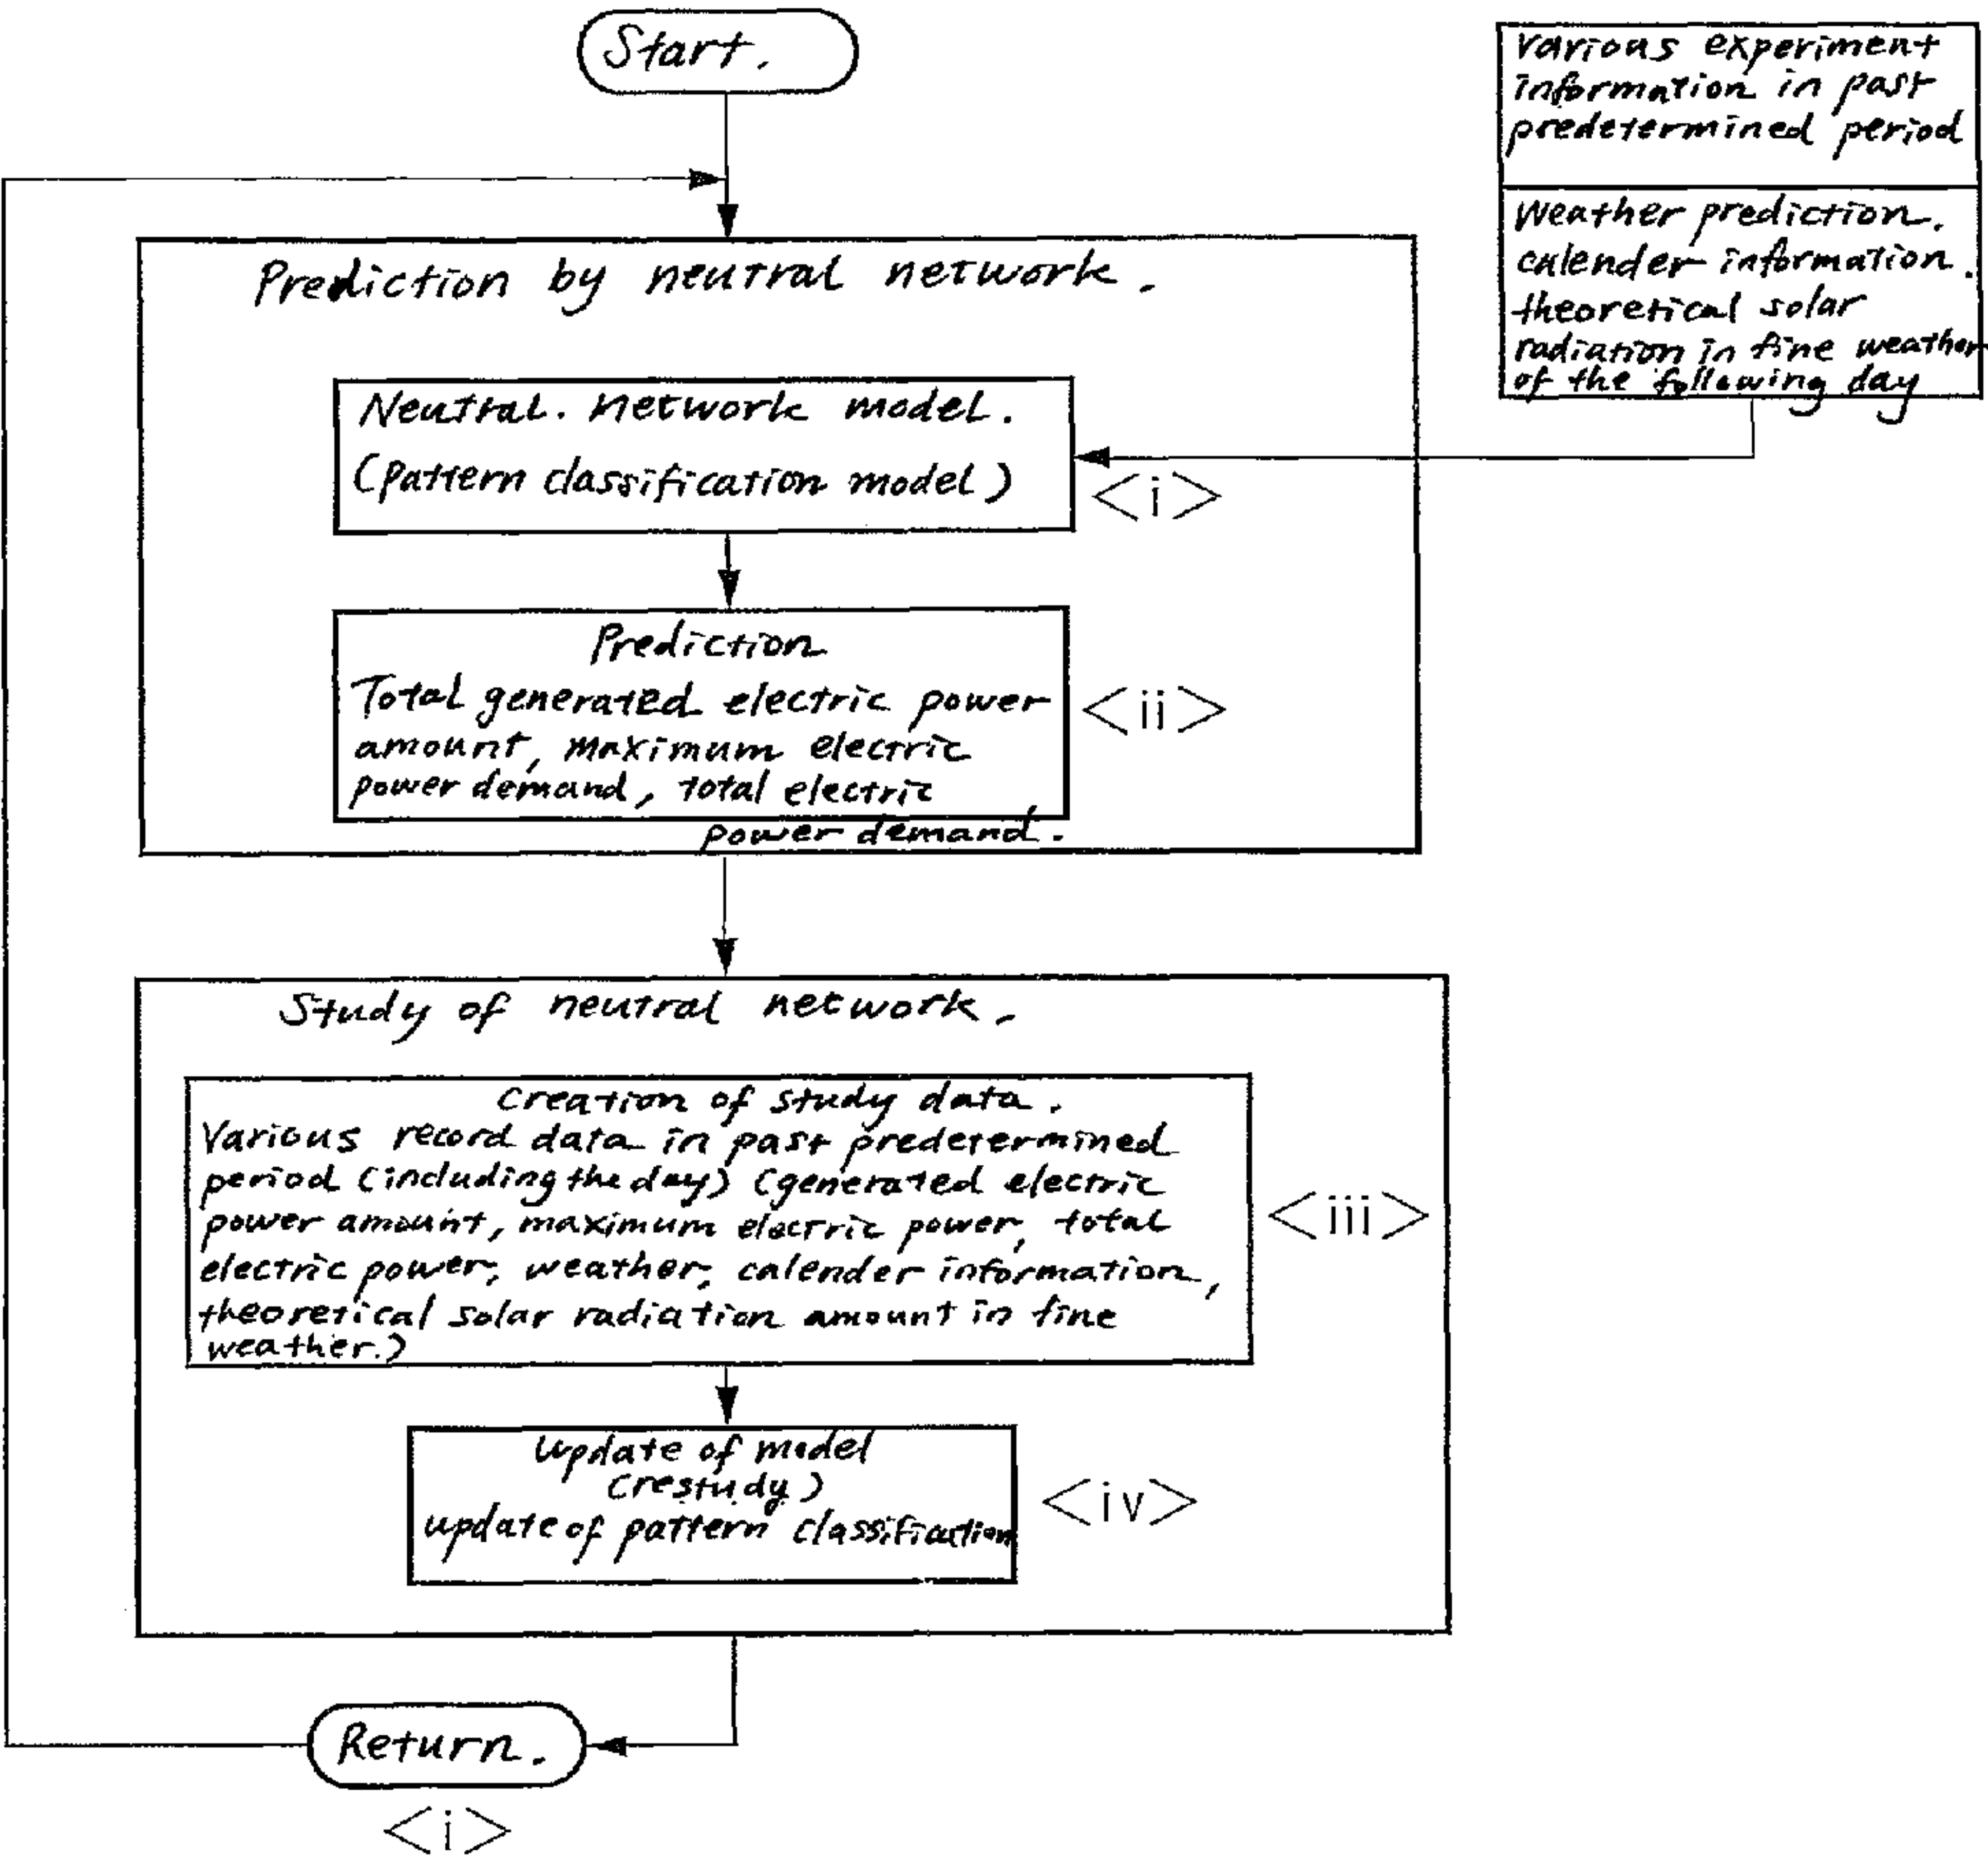 Start.
Various experiment
information in past
predetermined period
Weather prediction.
calender information.
theoretical solar
radiation in fine weather
of the following day
Prediction by neutral network.
Neutral. network model.
(Pattern classification model)
<i>
Prediction
Total generated electric power
amount, maximum electric
power demand, total electric
power demand.
<ii>
Study of neutral network.
Creation of study data.
Various record data in past predetermined
period (including the day) (generated electric
power amount, maximum electric power, total
electric power, weather, calender information,
theoretical solar radiation amount in fine
weather.)
<iii>
Update of model
(restudy)
update of pattern classification
<iv>
Return.
<i>